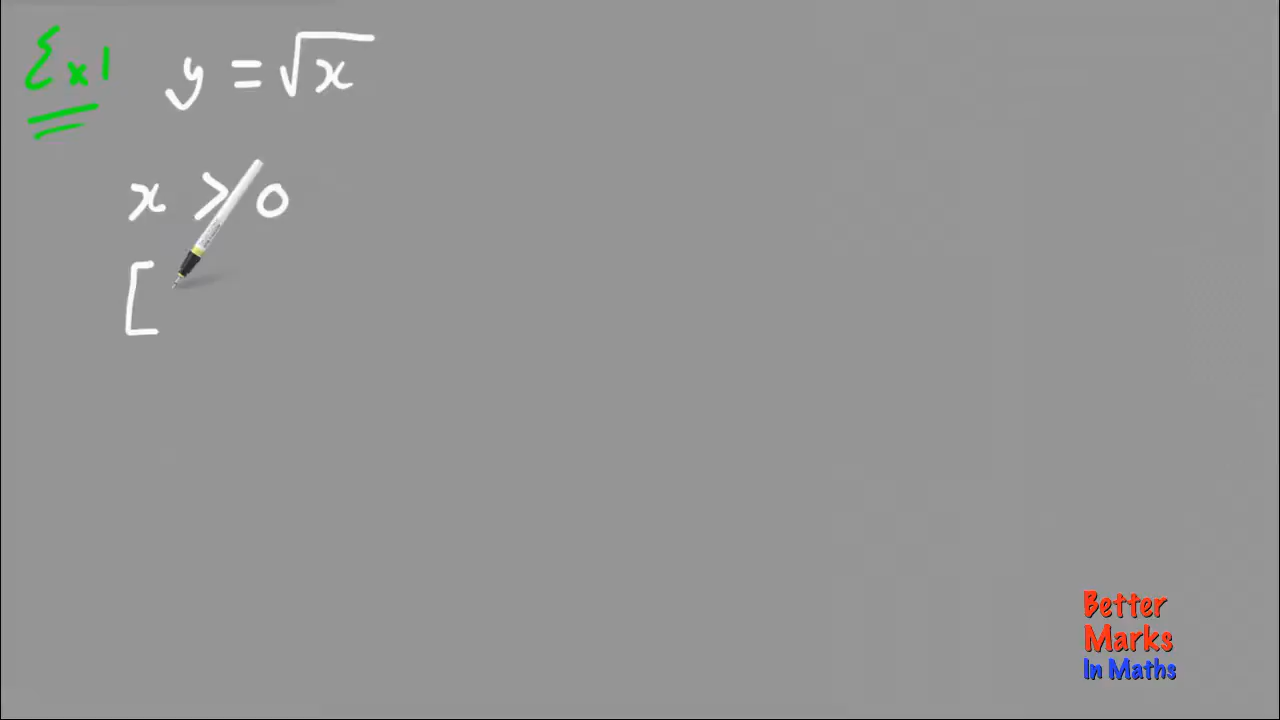 Ex1 y = √x
x ⩾ 0
[
Better
Marks
In Maths